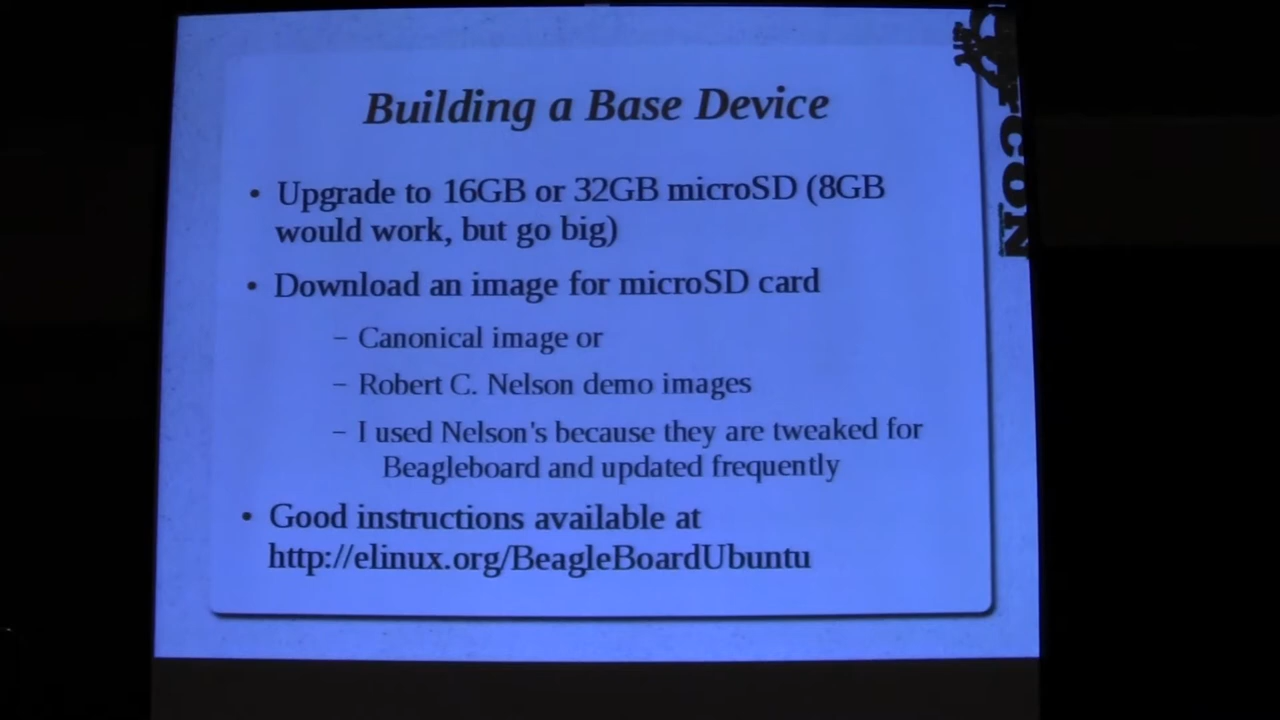 Building a Base Device
• Upgrade to 16GB or 32GB microSD (8GB
would work, but go big)
• Download an image for microSD card
– Canonical image or
– Robert C. Nelson demo images
– I used Nelson's because they are tweaked for
Beagleboard and updated frequently
• Good instructions available at
http://elinux.org/BeagleBoardUbuntu
CON